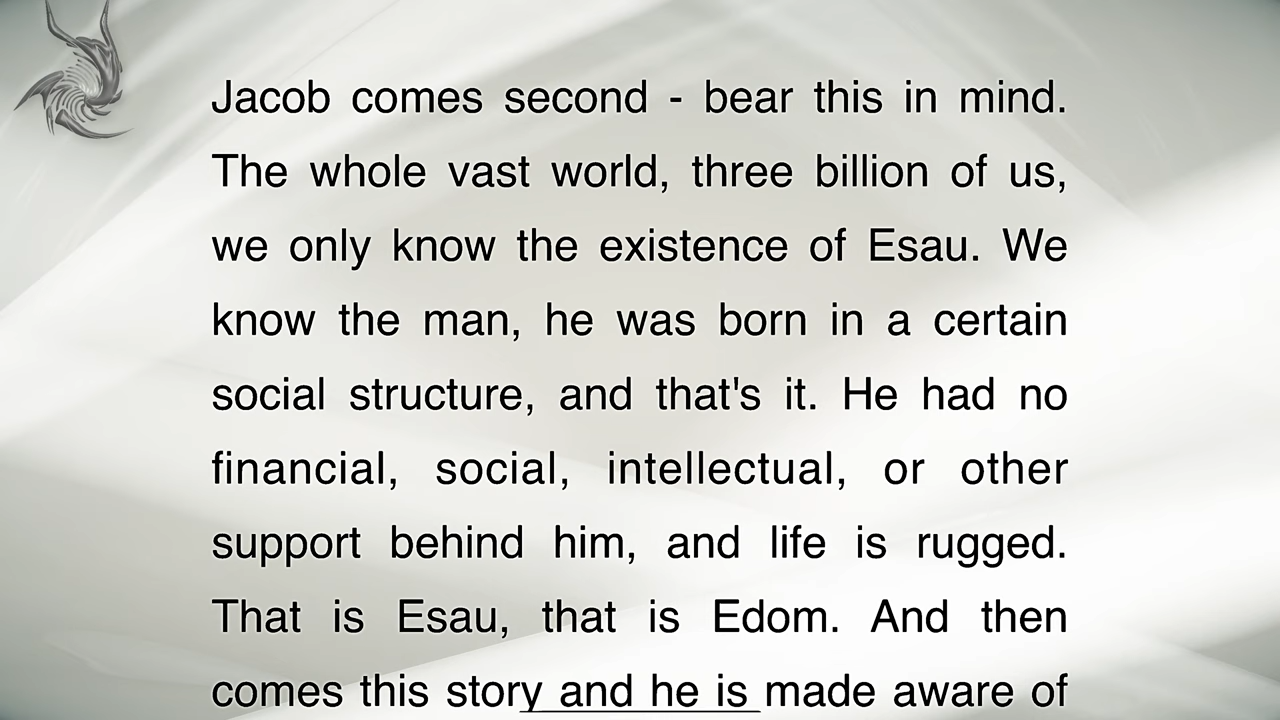 Jacob comes second - bear this in mind.
The whole vast world, three billion of us,
we only know the existence of Esau. We
know the man, he was born in a certain
social structure, and that's it. He had no
financial, social, intellectual, or other
support behind him, and life is rugged.
That is Esau, that is Edom. And then
comes this story and he is made aware of